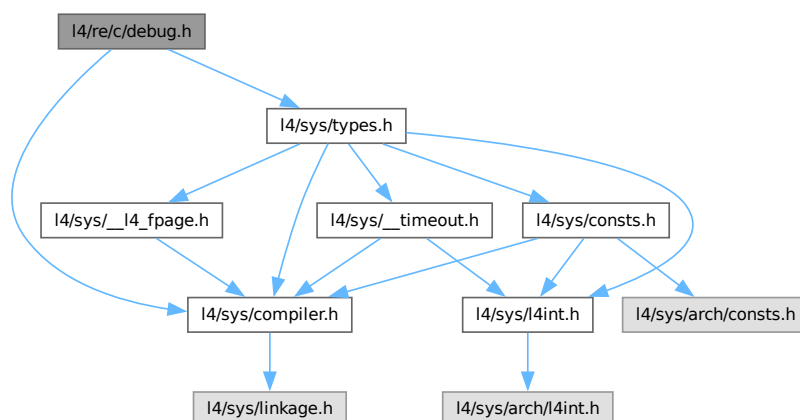 l4/re/c/debug.h
l4/sys/types.h
l4/sys/__l4_fpage.h
l4/sys/__timeout.h
l4/sys/consts.h
l4/sys/compiler.h
l4/sys/l4int.h
l4/sys/arch/consts.h
l4/sys/linkage.h
l4/sys/arch/l4int.h